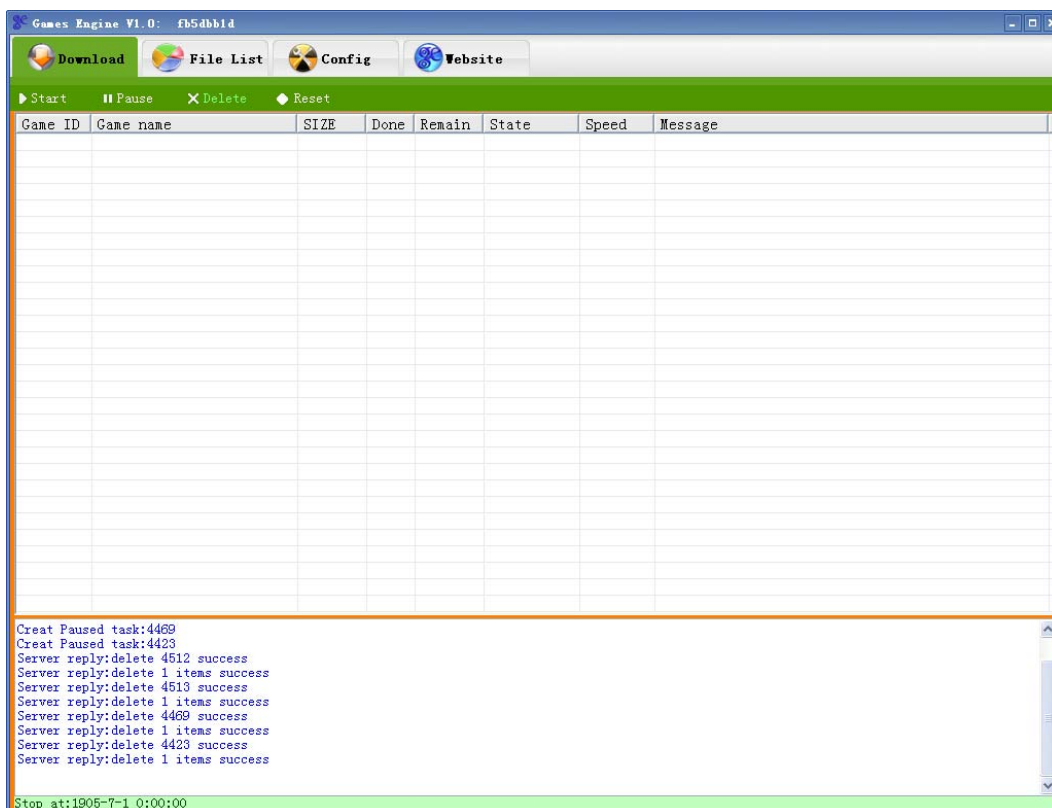 Games Engine V1.0: fb5dbb1d
Download File List Config Website
Start Pause Delete Reset
Game ID Game name SIZE Done Remain State Speed Message
Creat Paused task:4469
Creat Paused task:4423
Server reply:delete 4512 success
Server reply:delete 1 items success
Server reply:delete 4513 success
Server reply:delete 1 items success
Server reply:delete 4469 success
Server reply:delete 1 items success
Server reply:delete 4423 success
Server reply:delete 1 items success
Stop at:1905-7-1 0:00:00